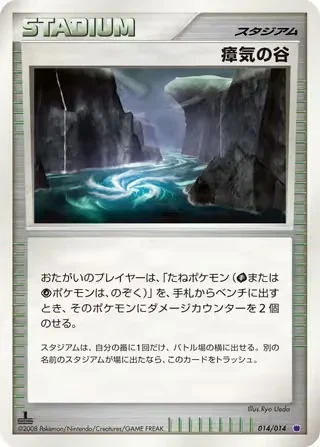 STADIUM スタジアム
瘴気の谷
おたがいのプレイヤーは、「たねポケモン(または
ポケモンは、のぞく)」を、手札からベンチに出す
とき、そのポケモンにダメージカウンターを2個
のせる。
スタジアムは、自分の番に1回だけ、バトル場の横に出せる。別の
名前のスタジアムが場に出たなら、このカードをトラッシュ。
Illus. Ryo Ueda
1
©2008 Pokémon/Nintendo/Creatures/GAME FREAK. 014/014